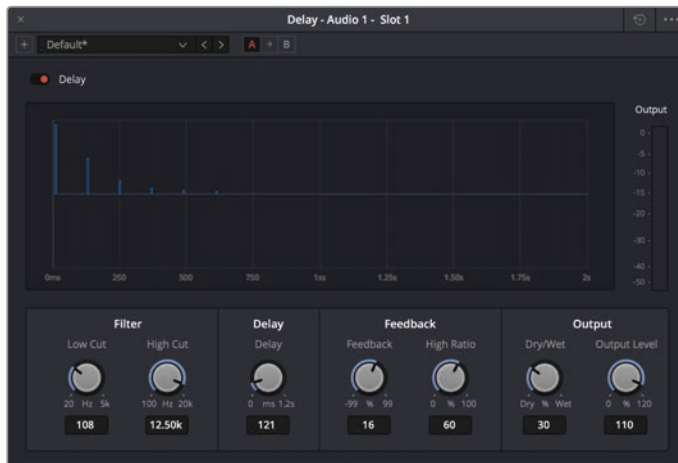 Delay - Audio 1 - Slot 1
Default*
A
B
Delay
Output
0
-5
-10
-15
-20
-30
-40
-50
0ms 250 500 750 1ss 1.25s 1.50s 1.75s 2s
Filter Delay Feedback Output
Low Cut High Cut Delay Feedback High Ratio Dry/Wet Output Level
20 Hz 5k 100 Hz 20k 0 ms 1.2s -99 % 99 0 % 100 Dry % Wet 0 % 120
108 12.50k 121 16 60 30 110